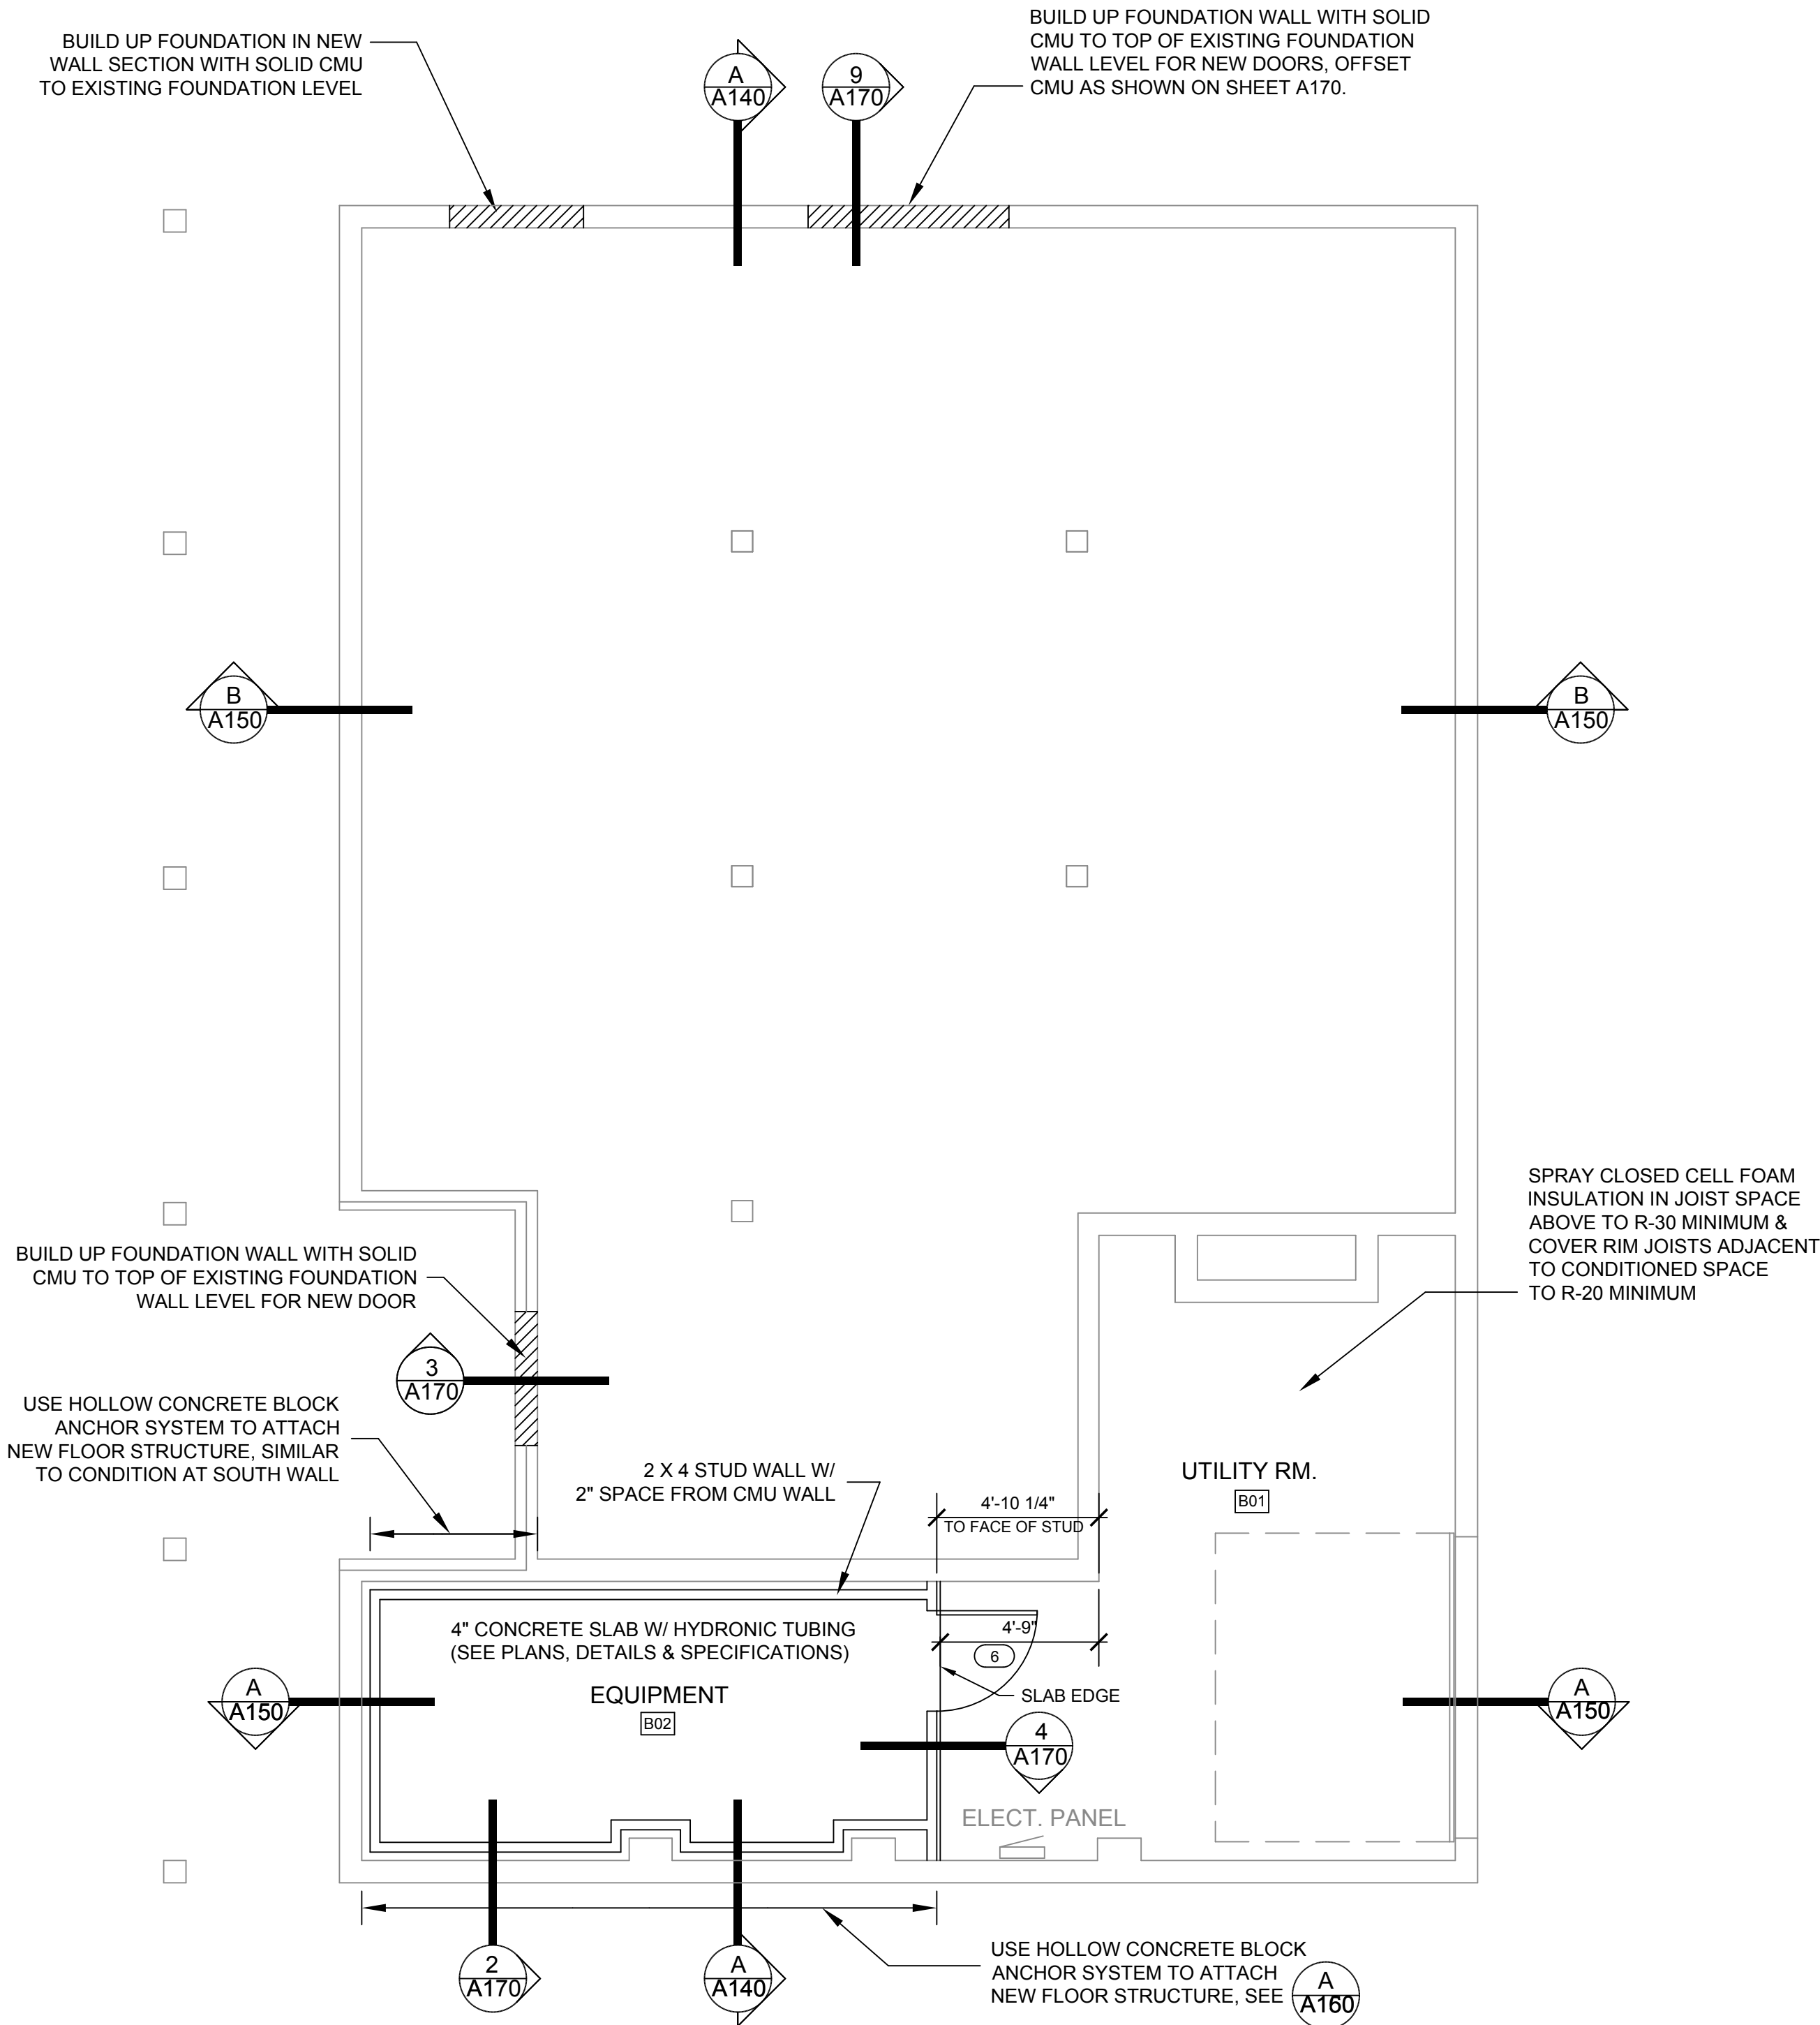 BUILD UP FOUNDATION IN NEW
WALL SECTION WITH SOLID CMU
TO EXISTING FOUNDATION LEVEL
A
A140
9
A170
BUILD UP FOUNDATION WALL WITH SOLID
CMU TO TOP OF EXISTING FOUNDATION
WALL LEVEL FOR NEW DOORS, OFFSET
CMU AS SHOWN ON SHEET A170.
B
A150
B
A150
SPRAY CLOSED CELL FOAM
INSULATION IN JOIST SPACE
ABOVE TO R-30 MINIMUM &
COVER RIM JOISTS ADJACENT
TO CONDITIONED SPACE
TO R-20 MINIMUM
BUILD UP FOUNDATION WALL WITH SOLID
CMU TO TOP OF EXISTING FOUNDATION
WALL LEVEL FOR NEW DOOR
3
A170
USE HOLLOW CONCRETE BLOCK
ANCHOR SYSTEM TO ATTACH
NEW FLOOR STRUCTURE, SIMILAR
TO CONDITION AT SOUTH WALL
2 X 4 STUD WALL W/
2" SPACE FROM CMU WALL
4'-10 1/4"
TO FACE OF STUD
UTILITY RM.
B01
4" CONCRETE SLAB W/ HYDRONIC TUBING
(SEE PLANS, DETAILS & SPECIFICATIONS)
4'-9"
6
SLAB EDGE
EQUIPMENT
B02
A
A150
4
A170
A
A150
ELECT. PANEL
2
A170
A
A140
USE HOLLOW CONCRETE BLOCK
ANCHOR SYSTEM TO ATTACH
NEW FLOOR STRUCTURE, SEE
A
A160